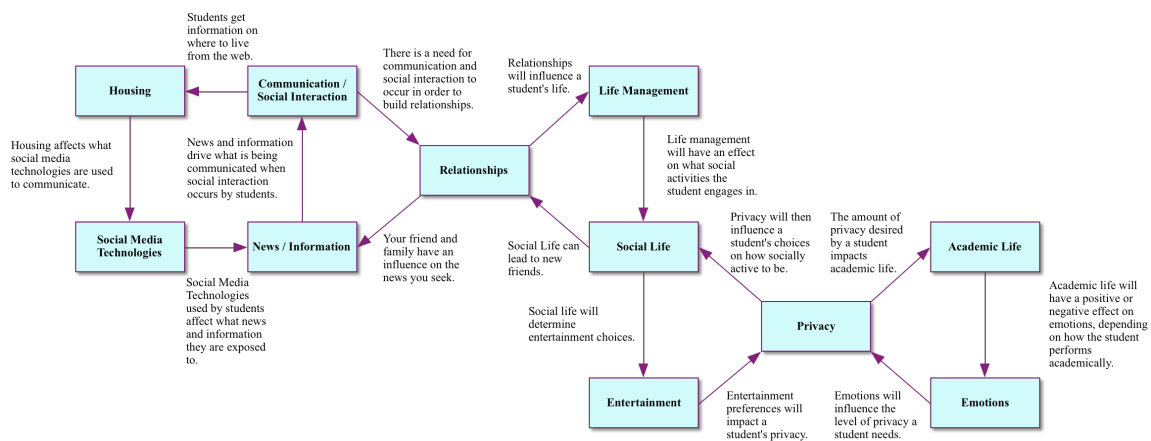 Students get
information on
where to live
from the web.
Housing
Communication /
Social Interaction
There is a need for
communication and
social interaction to
occur in order to
build relationships.
Relationships
will influence a
student's life.
Life Management
Housing affects what
social media
technologies are used
to communicate.
News and information
drive what is being
communicated when
social interaction
occurs by students.
Relationships
Life management
will have an effect
on what social
activities the
student engages in.
Social Media
Technologies
News / Information
Your friend and
family have an
influence on the
news you seek.
Social Life can
lead to new
friends.
Social Life
Privacy will then
influence a
student's choices
on how socially
active to be.
The amount of
privacy desired
by a student
impacts
academic life.
Academic Life
Social Media
Technologies
used by students
affect what news
and information
they are exposed
to.
Social life will
determine
entertainment choices.
Privacy
Academic life will
have a positive or
negative effect on
emotions, depending
on how the student
performs
academically.
Entertainment
Entertainment
preferences will
impact a
student's privacy.
Emotions will
influence the
level of privacy a
student needs.
Emotions